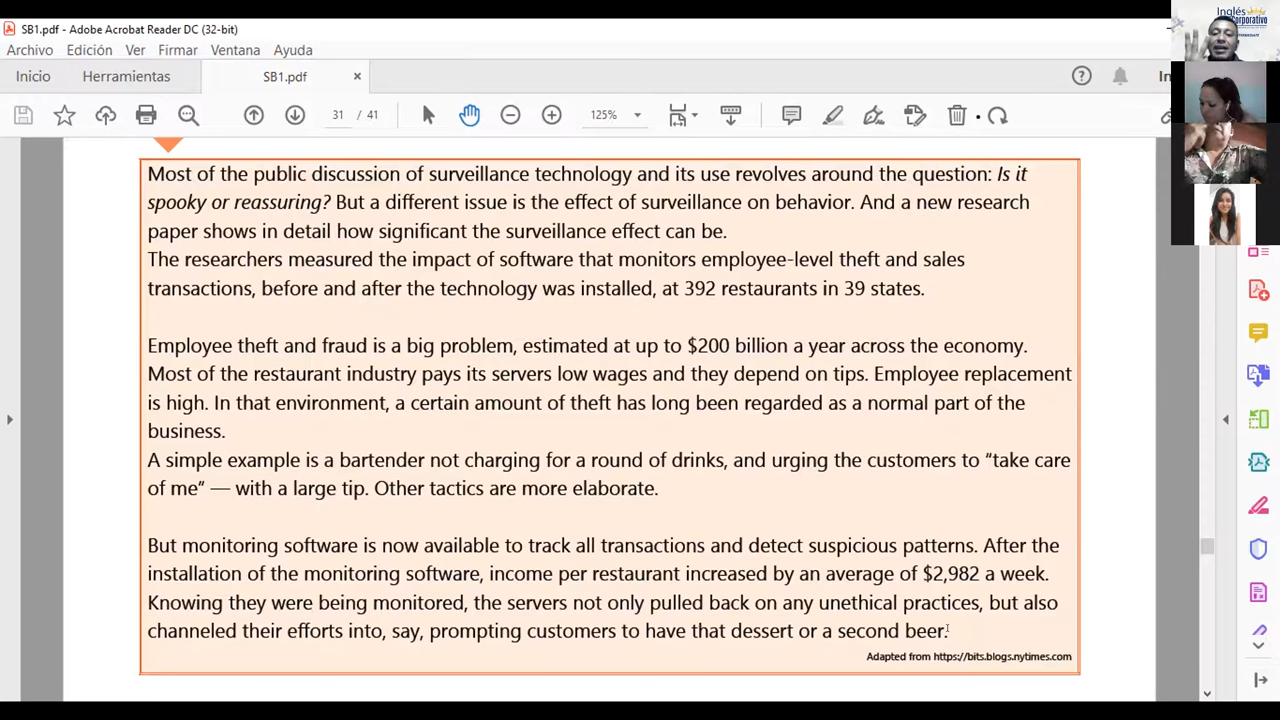 SB1.pdf - Adobe Acrobat Reader DC (32-bit)
Archivo Edición Ver Firmar Ventana Ayuda
Inicio Herramientas SB1.pdf
31 / 41 125%
Inglés
Corporativo
Most of the public discussion of surveillance technology and its use revolves around the question: Is it
spooky or reassuring? But a different issue is the effect of surveillance on behavior. And a new research
paper shows in detail how significant the surveillance effect can be.
The researchers measured the impact of software that monitors employee-level theft and sales
transactions, before and after the technology was installed, at 392 restaurants in 39 states.
Employee theft and fraud is a big problem, estimated at up to $200 billion a year across the economy.
Most of the restaurant industry pays its servers low wages and they depend on tips. Employee replacement
is high. In that environment, a certain amount of theft has long been regarded as a normal part of the
business.
A simple example is a bartender not charging for a round of drinks, and urging the customers to “take care
of me” — with a large tip. Other tactics are more elaborate.
But monitoring software is now available to track all transactions and detect suspicious patterns. After the
installation of the monitoring software, income per restaurant increased by an average of $2,982 a week.
Knowing they were being monitored, the servers not only pulled back on any unethical practices, but also
channeled their efforts into, say, prompting customers to have that dessert or a second beer.
Adapted from https://bits.blogs.nytimes.com